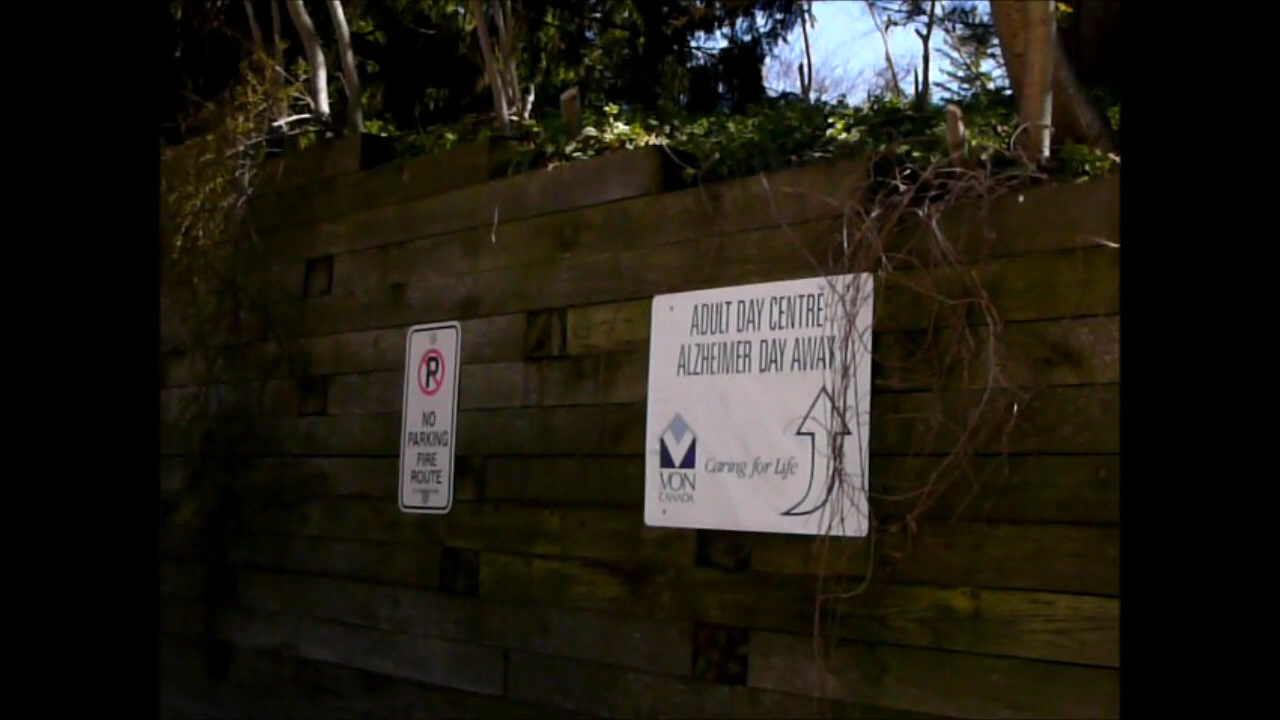 P
NO
PARKING
FIRE
ROUTE
ADULT DAY CENTRE
ALZHEIMER DAY AWAY
VON
CANADA
Caring for Life